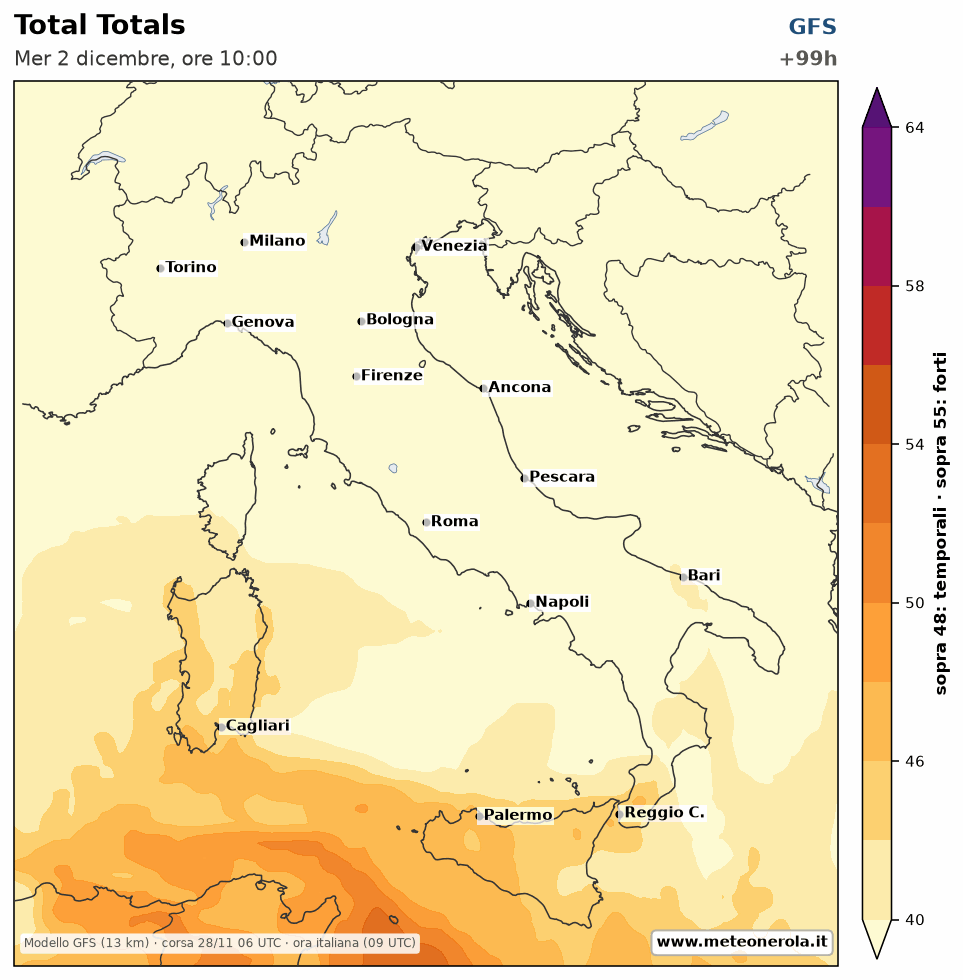 Total Totals
GFS
Mer 2 dicembre, ore 10:00
+99h
64
58
54
50
46
40
sopra 48: temporali · sopra 55: forti
Milano
Venezia
Torino
Genova
Bologna
Firenze
Ancona
Pescara
Roma
Bari
Napoli
Cagliari
Palermo
Reggio C.
Modello GFS (13 km) · corsa 28/11 06 UTC · ora italiana (09 UTC)
www.meteonerola.it